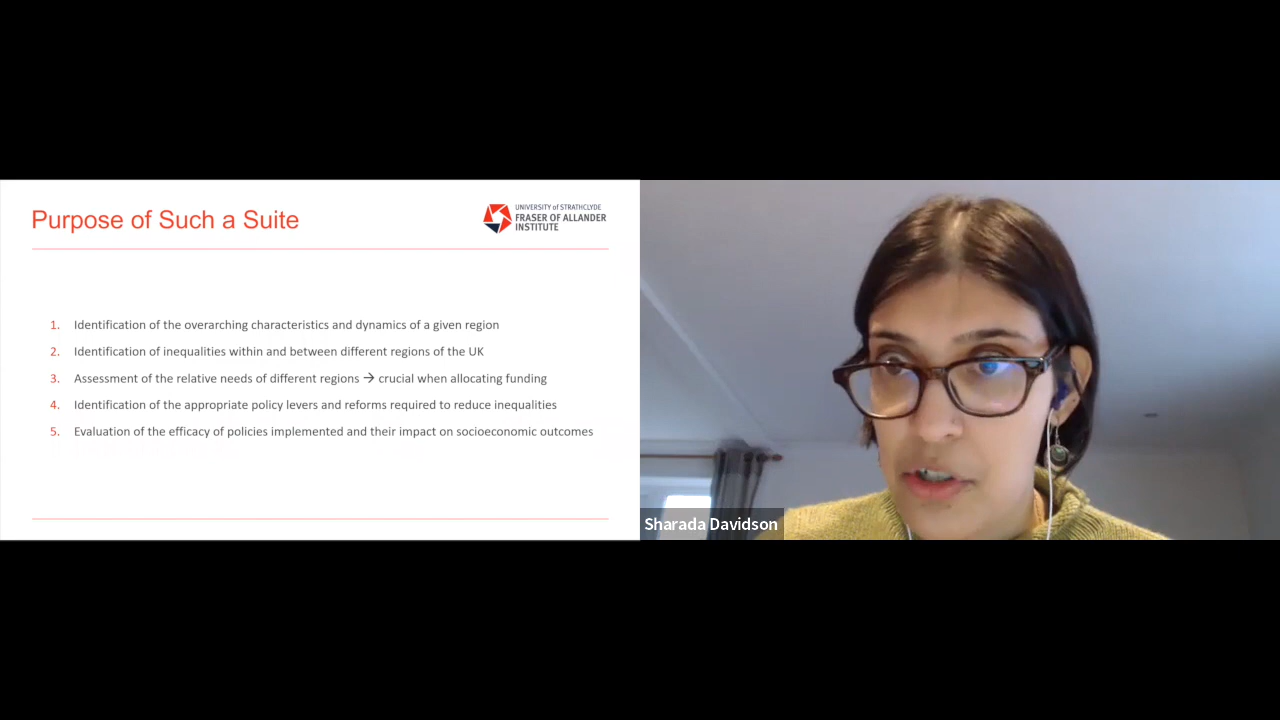 Purpose of Such a Suite
UNIVERSITY of STRATHCLYDE
FRASER OF ALLANDER
INSTITUTE
1. Identification of the overarching characteristics and dynamics of a given region
2. Identification of inequalities within and between different regions of the UK
3. Assessment of the relative needs of different regions → crucial when allocating funding
4. Identification of the appropriate policy levers and reforms required to reduce inequalities
5. Evaluation of the efficacy of policies implemented and their impact on socioeconomic outcomes
Sharada Davidson